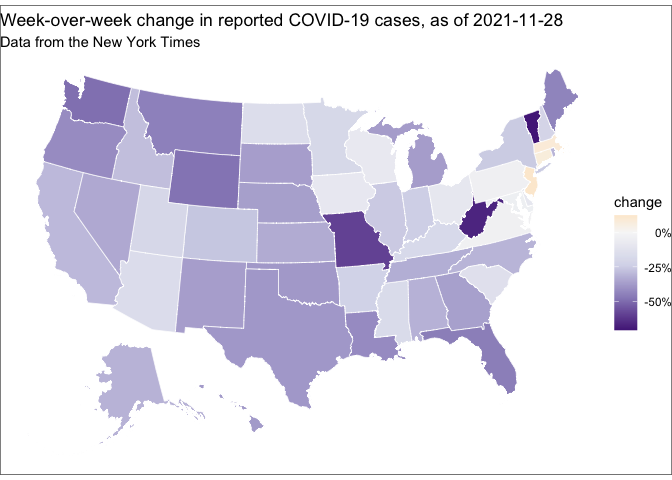 Week-over-week change in reported COVID-19 cases, as of 2021-11-28
Data from the New York Times
change
0%
-25%
-50%